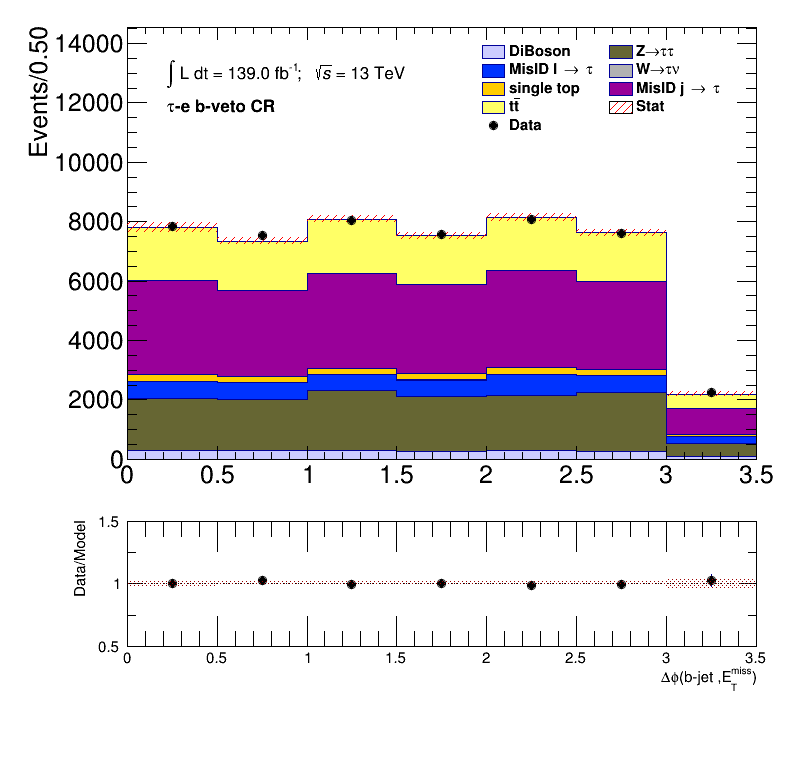 Events/0.50
14000
12000
10000
8000
6000
4000
2000
0
∫ L dt = 139.0 fb⁻¹; √s = 13 TeV
τ-e b-veto CR
DiBoson
Z→ττ
MisID l → τ
W→τν
single top
MisID j → τ
tt̄
Stat
Data
0 0.5 1 1.5 2 2.5 3 3.5
Data/Model
1.5
1
0.5
0 0.5 1 1.5 2 2.5 3 3.5
Δϕ(b-jet ,E_T^miss)